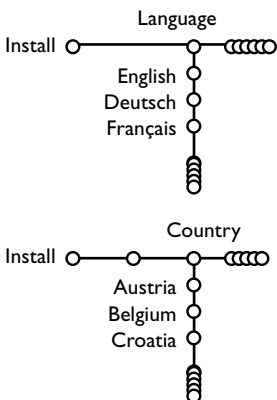 Language
Install
English
Deutsch
Français
Country
Install
Austria
Belgium
Croatia